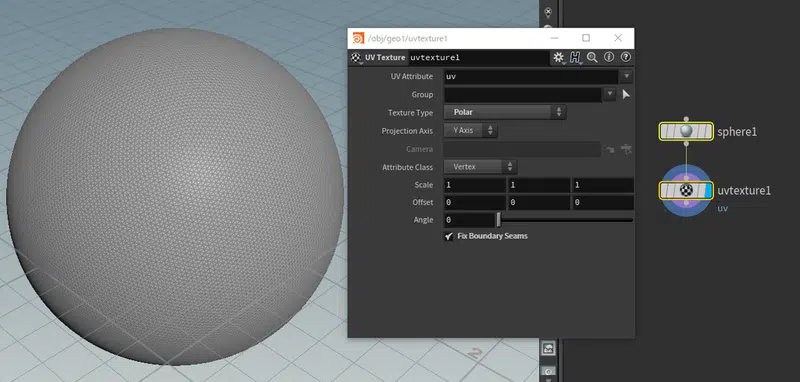 /obj/geo1/uvtexture1
UV Texture uvtexture1
UV Attribute uv
Group
Texture Type Polar
Projection Axis Y Axis
Camera
Attribute Class Vertex
Scale 1 1 1
Offset 0 0 0
Angle 0
Fix Boundary Seams
sphere1
uvtexture1
uv
2